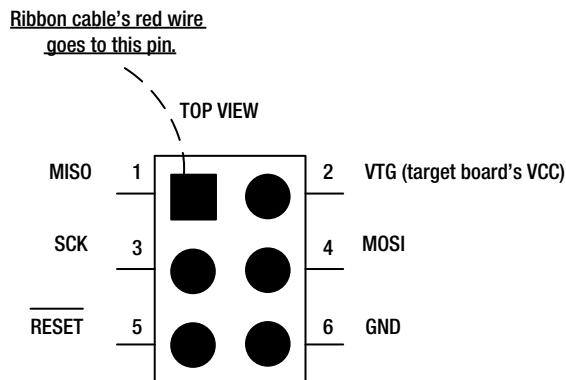 Ribbon cable's red wire
goes to this pin.
TOP VIEW
MISO 1 2 VTG (target board's VCC)
SCK 3 4 MOSI
RESET 5 6 GND